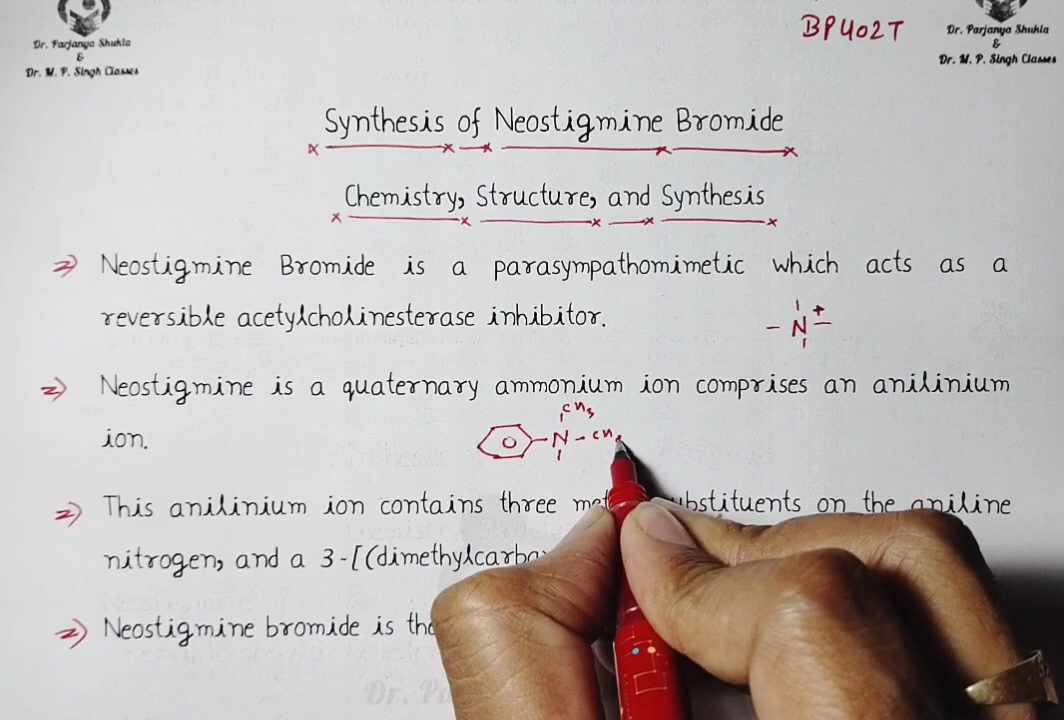 BP402T
Dr. Parjanya Shukla
&
Dr. M. P. Singh Classes
Dr. Parjanya Shukla
&
Dr. M. P. Singh Classes
Synthesis of Neostigmine Bromide
Chemistry, Structure, and Synthesis
Neostigmine Bromide is a parasympathomimetic which acts as a
reversible acetylcholinesterase inhibitor.
N+
Neostigmine is a quaternary ammonium ion comprises an anilinium
ion.
CH3
N CH
This anilinium ion contains three substituents on the aniline
nitrogen, and a 3-[(dimethylcarba
Neostigmine bromide is the